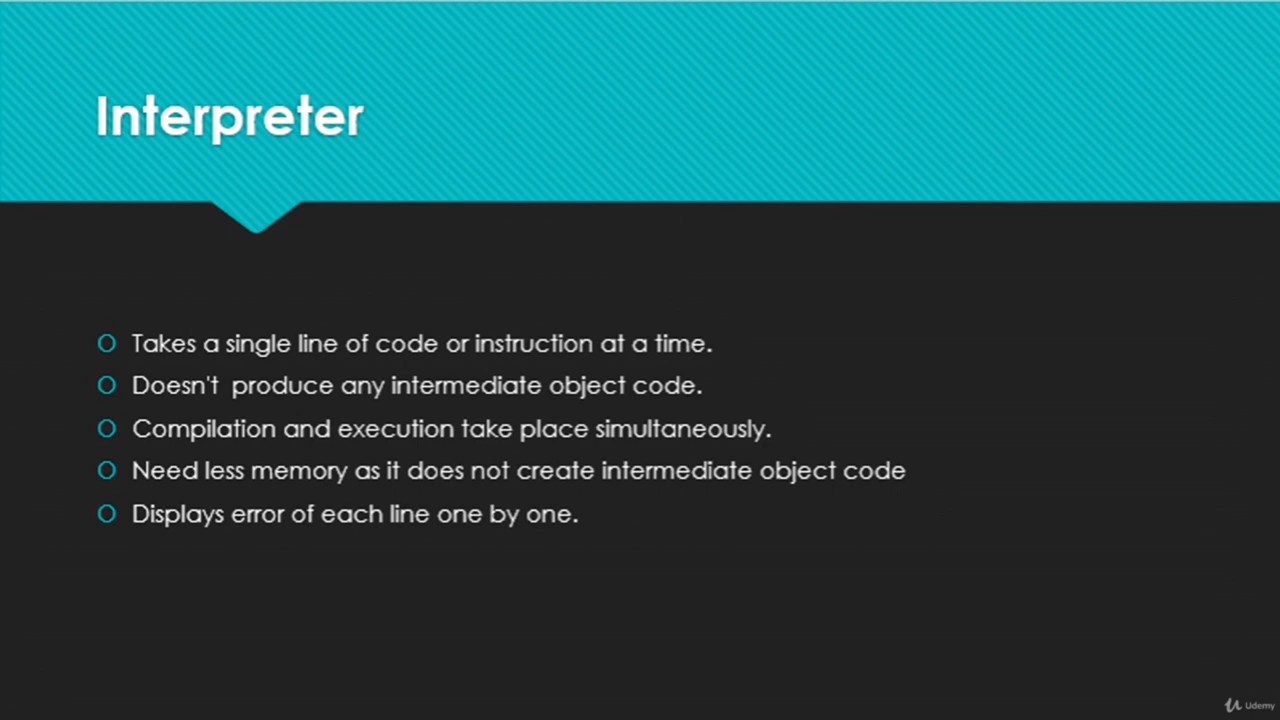 Interpreter
Takes a single line of code or instruction at a time.
Doesn't  produce any intermediate object code.
Compilation and execution take place simultaneously.
Need less memory as it does not create intermediate object code
Displays error of each line one by one.
Udemy